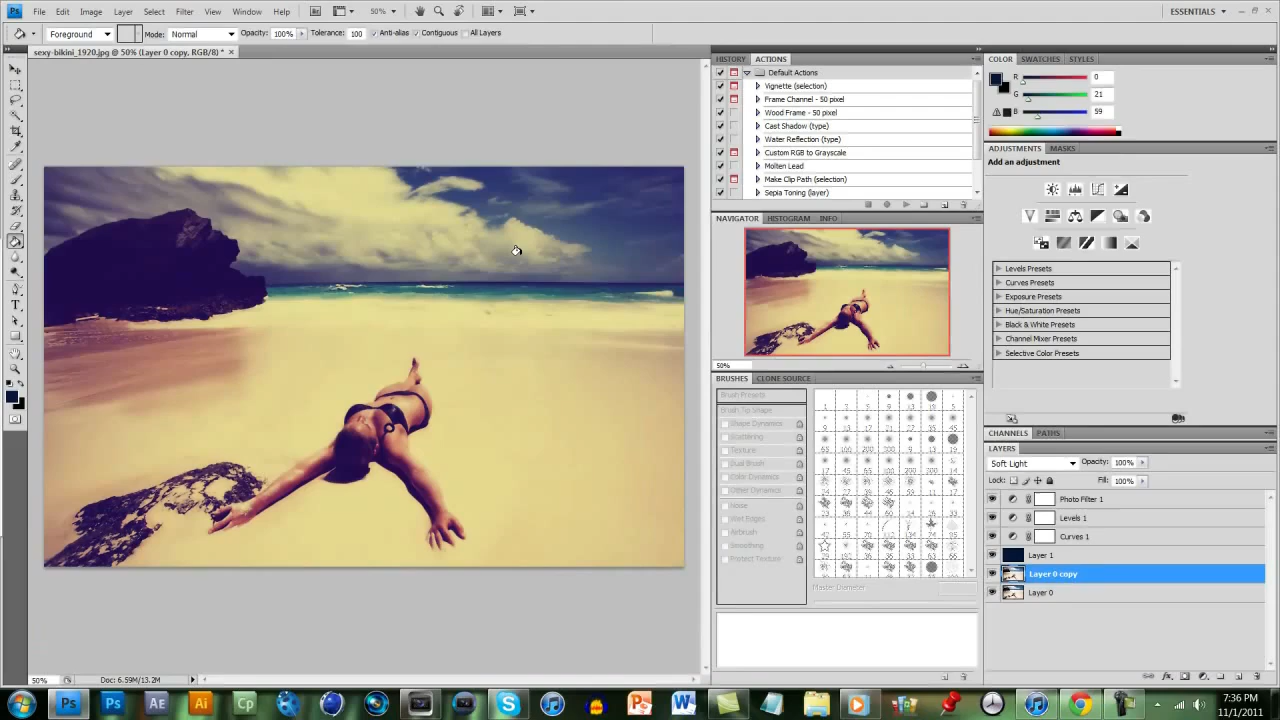 Ps File Edit Image Layer Select Filter View Window Help 50% ESSENTIALS
Foreground Mode: Normal Opacity: 100% Tolerance: 100 Anti-alias Contiguous All Layers
sexy-bikini_1920.jpg @ 50% (Layer 0 copy, RGB/8) *
HISTORY ACTIONS
Default Actions
Vignette (selection)
Frame Channel - 50 pixel
Wood Frame - 50 pixel
Cast Shadow (type)
Water Reflection (type)
Custom RGB to Grayscale
Molten Lead
Make Clip Path (selection)
Sepia Toning (layer)
NAVIGATOR HISTOGRAM INFO
50%
BRUSHES CLONE SOURCE
Brush Presets
Brush Tip Shape
Shape Dynamics
Scattering
Texture
Dual Brush
Color Dynamics
Other Dynamics
Noise
Wet Edges
Airbrush
Smoothing
Protect Texture
Master Diameter
COLOR SWATCHES STYLES
R 0
G 21
B 59
ADJUSTMENTS MASKS
Add an adjustment
Levels Presets
Curves Presets
Exposure Presets
Hue/Saturation Presets
Black & White Presets
Channel Mixer Presets
Selective Color Presets
CHANNELS PATHS
LAYERS
Soft Light Opacity: 100%
Lock: Fill: 100%
Photo Filter 1
Levels 1
Curves 1
Layer 1
Layer 0 copy
Layer 0
50% Doc: 6.59M/13.2M
Ps Ps Ae Ai Cp
7:36 PM
11/1/2011